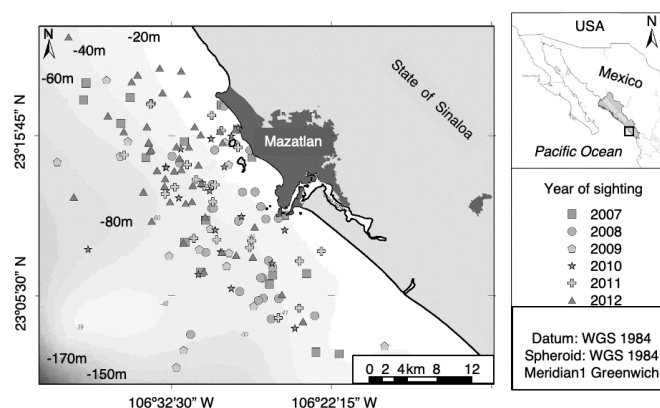 N
-20m
-40m
-60m
-80m
-170m
-150m
State of Sinaloa
Mazatlan
23°15'45" N
23°05'30" N
106°32'30" W
106°22'15" W
0 2 4km 8 12
N
USA
Mexico
Pacific Ocean
Year of sighting
2007
2008
2009
2010
2011
2012
Datum: WGS 1984
Spheroid: WGS 1984
Meridian1 Greenwich